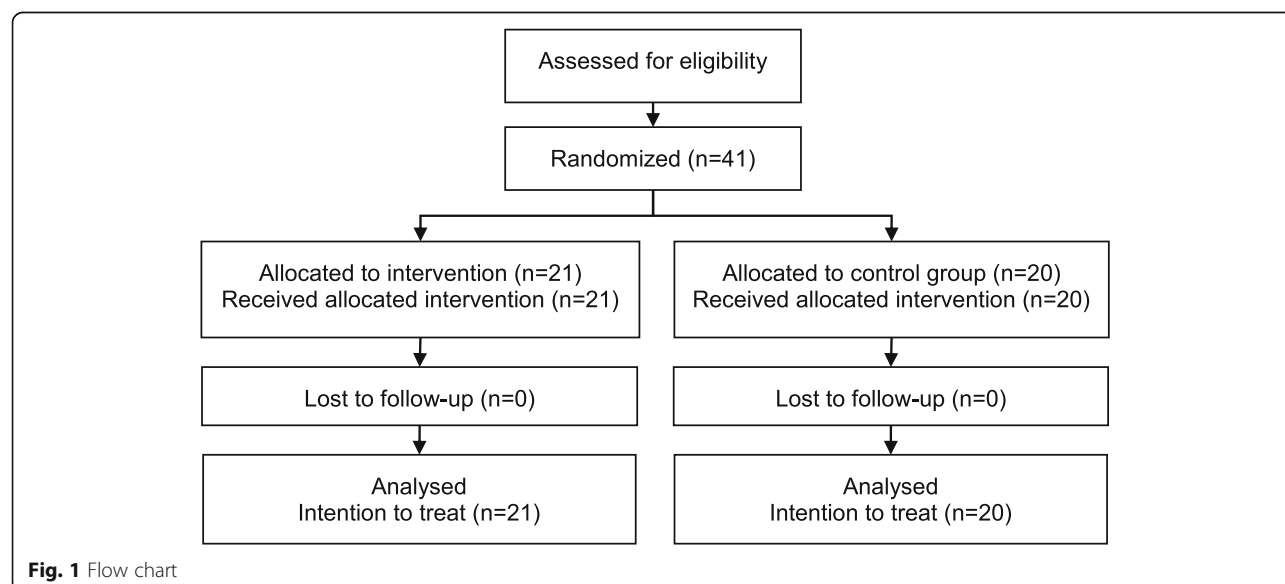 Assessed for eligibility
Randomized (n=41)
Allocated to intervention (n=21)
Received allocated intervention (n=21)
Allocated to control group (n=20)
Received allocated intervention (n=20)
Lost to follow-up (n=0)
Lost to follow-up (n=0)
Analysed
Intention to treat (n=21)
Analysed
Intention to treat (n=20)
Fig. 1 Flow chart